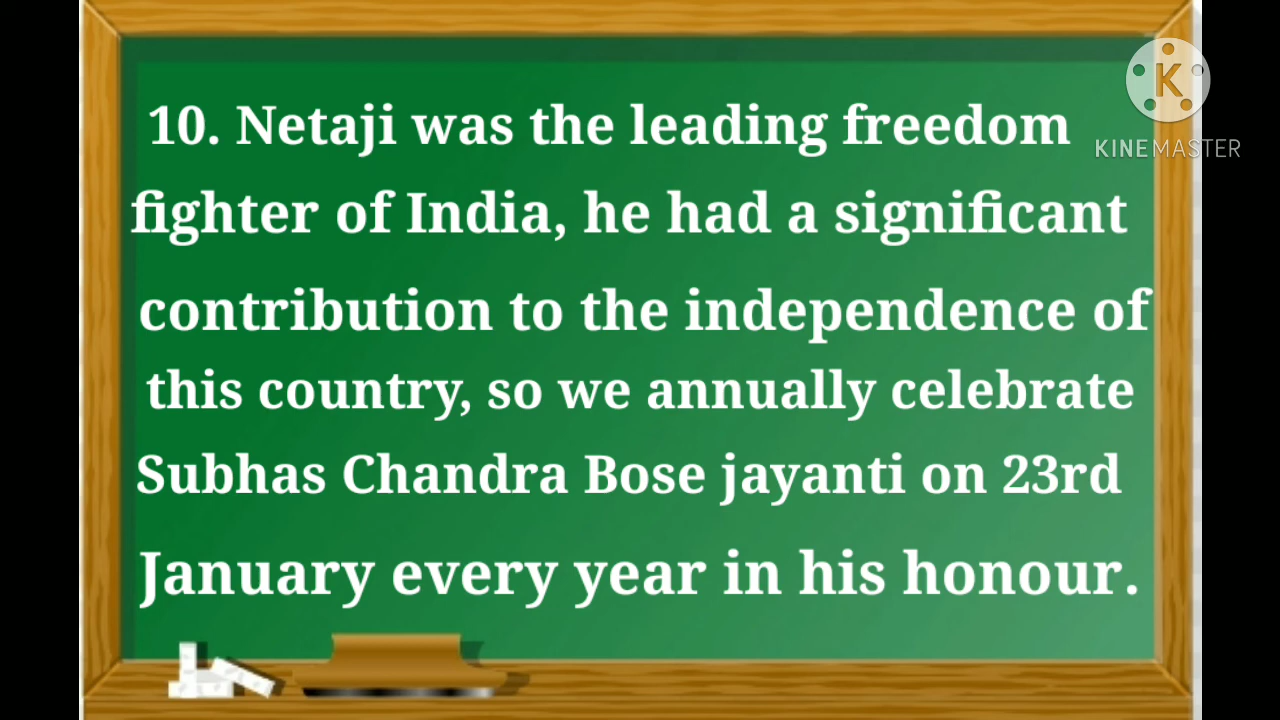 10. Netaji was the leading freedom
fighter of India, he had a significant
contribution to the independence of
this country, so we annually celebrate
Subhas Chandra Bose jayanti on 23rd
January every year in his honour.
K
KINEMASTER